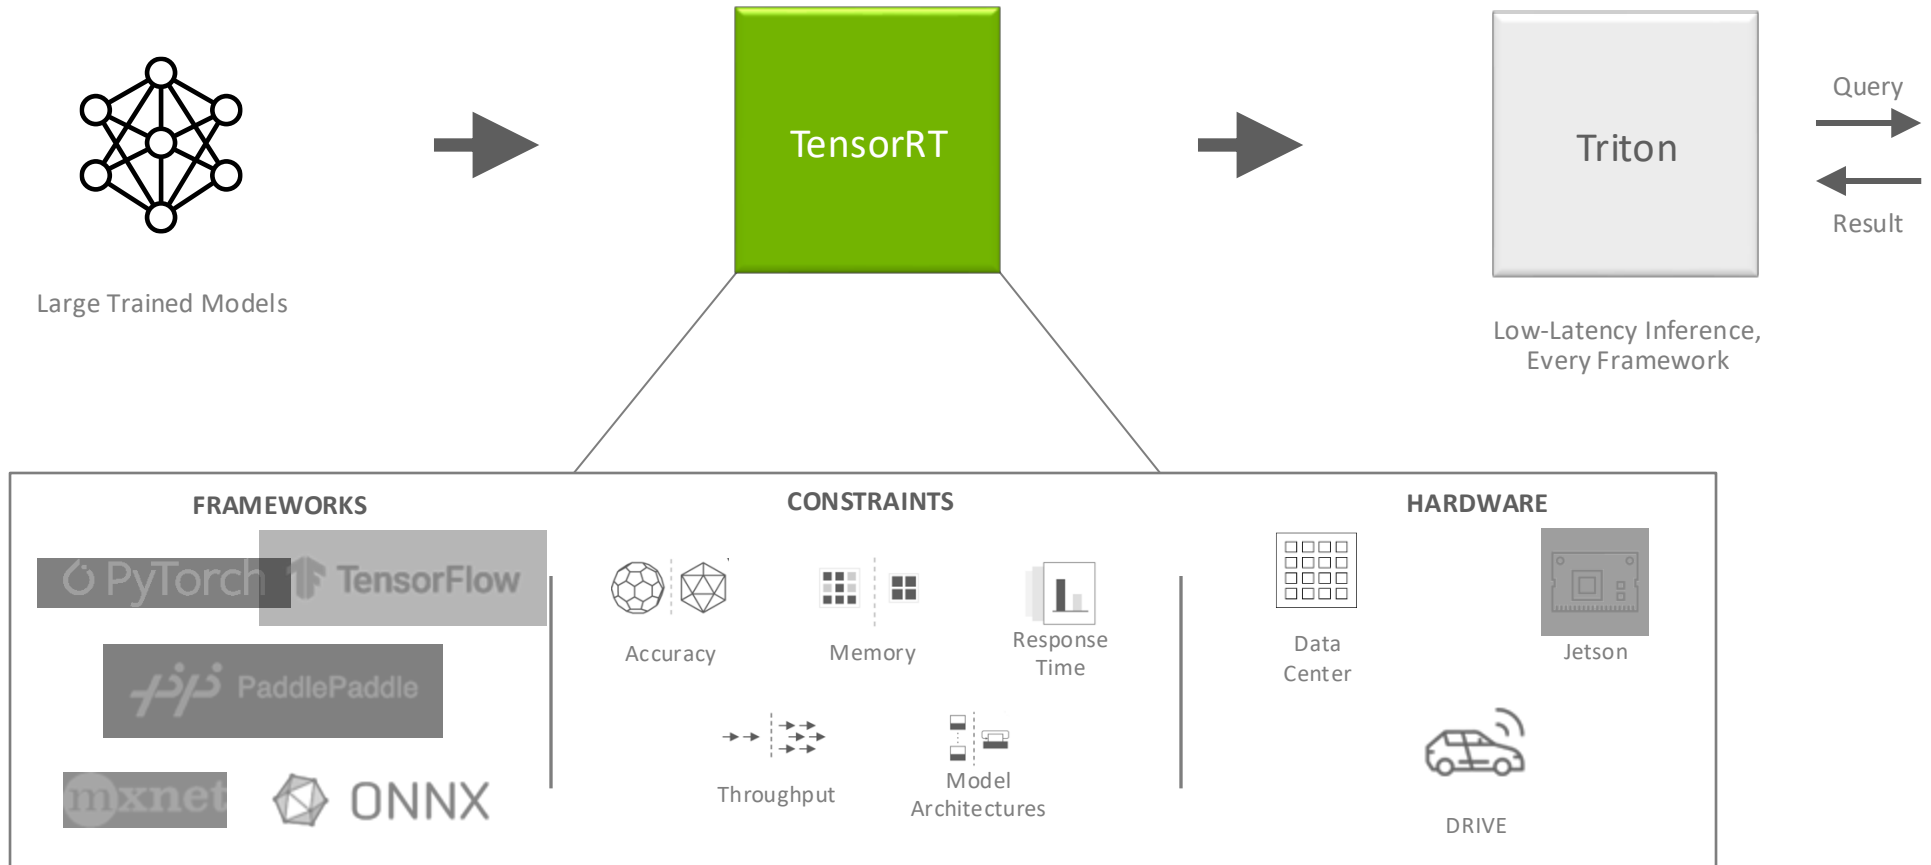 TensorRT
Triton
Query
Result
Large Trained Models
Low-Latency Inference,
Every Framework
FRAMEWORKS
PyTorch
TensorFlow
PaddlePaddle
mxnet
ONNX
CONSTRAINTS
Accuracy
Memory
Response
Time
Throughput
Model
Architectures
HARDWARE
Data
Center
Jetson
DRIVE